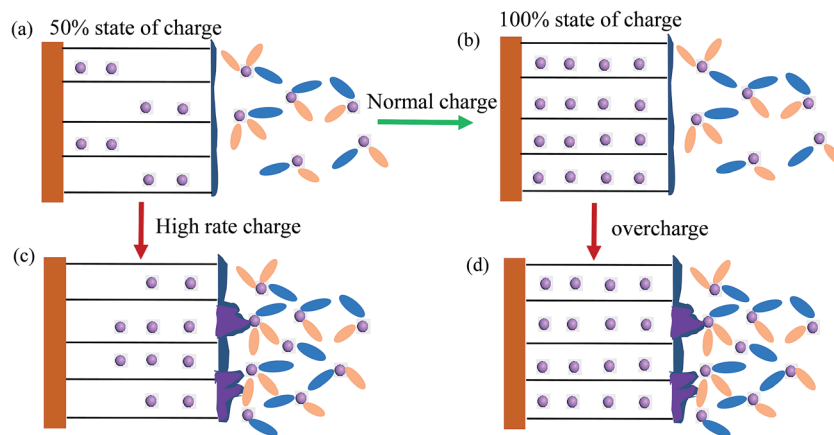 (a)
50% state of charge
100% state of charge
(b)
Normal charge
High rate charge
overcharge
(c)
(d)